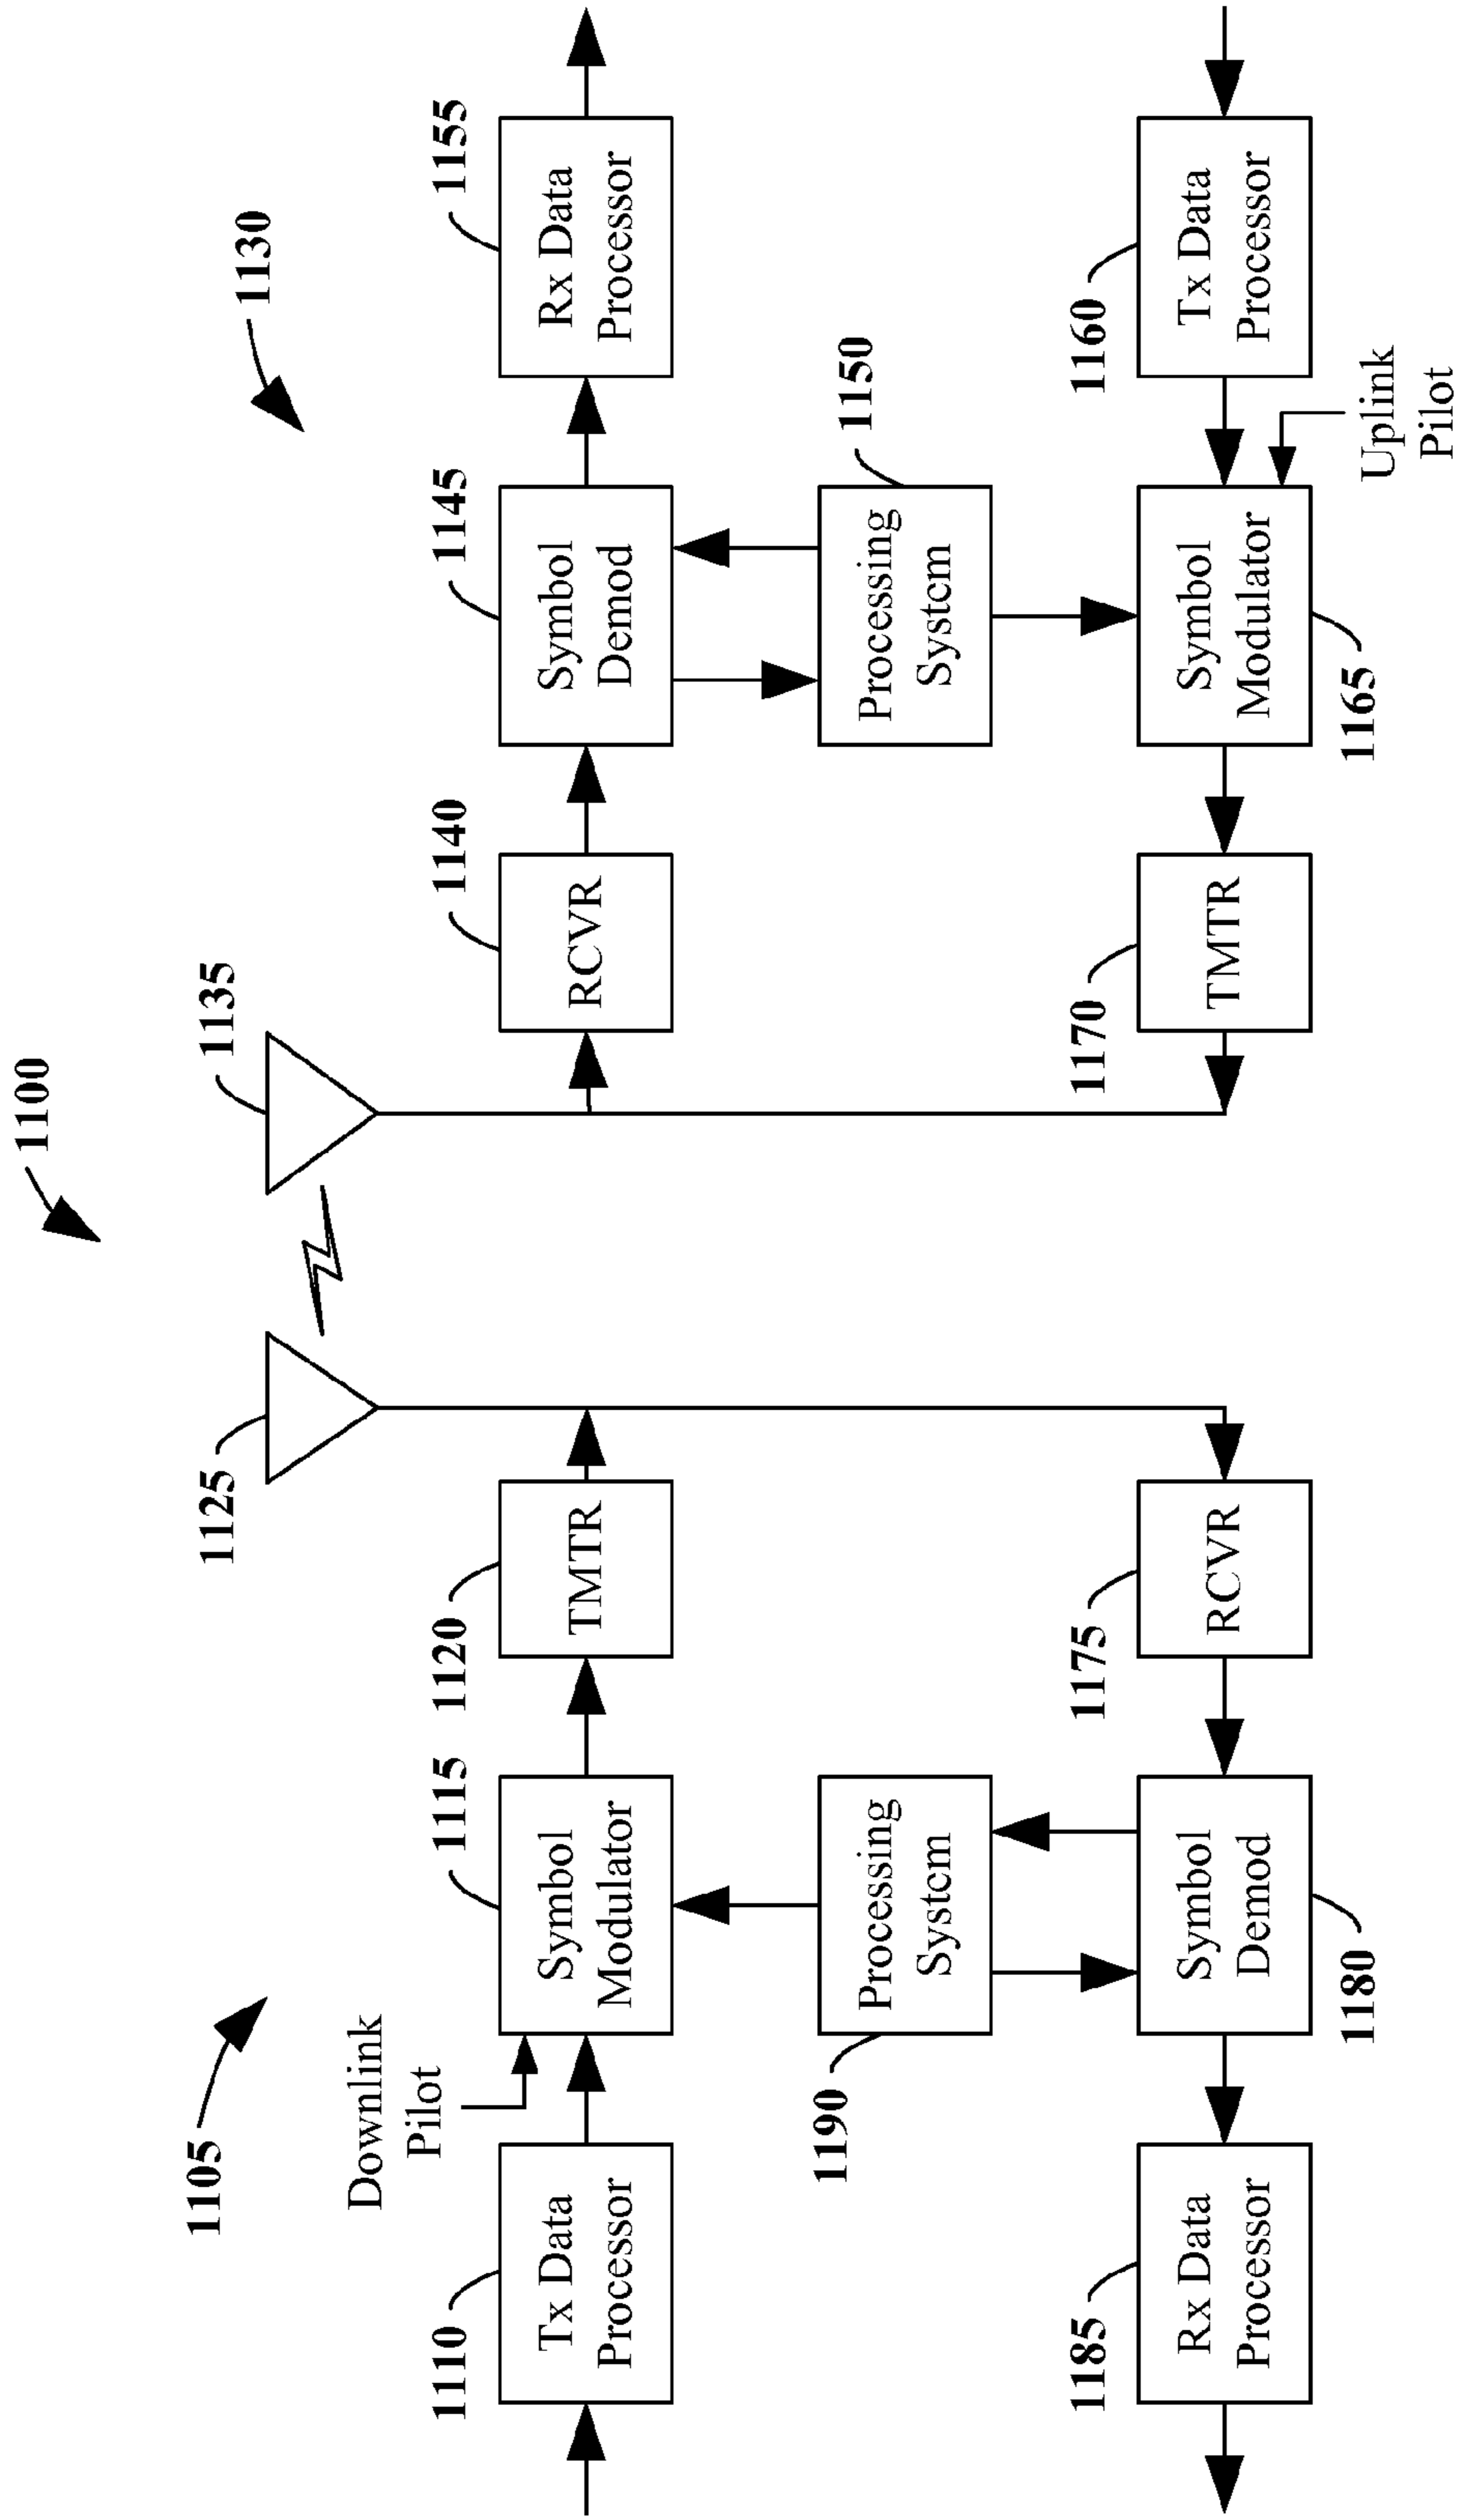 1100
1105
1125
1135
1130
Downlink
Pilot
1110
Tx Data
Processor
1115
Symbol
Modulator
1120
TMTR
1140
RCVR
1145
Symbol
Demod
1155
Rx Data
Processor
1190
Processing
System
1150
Processing
System
1185
Rx Data
Processor
1180
Symbol
Demod
1175
RCVR
1170
TMTR
1165
Symbol
Modulator
1160
Tx Data
Processor
Uplink
Pilot